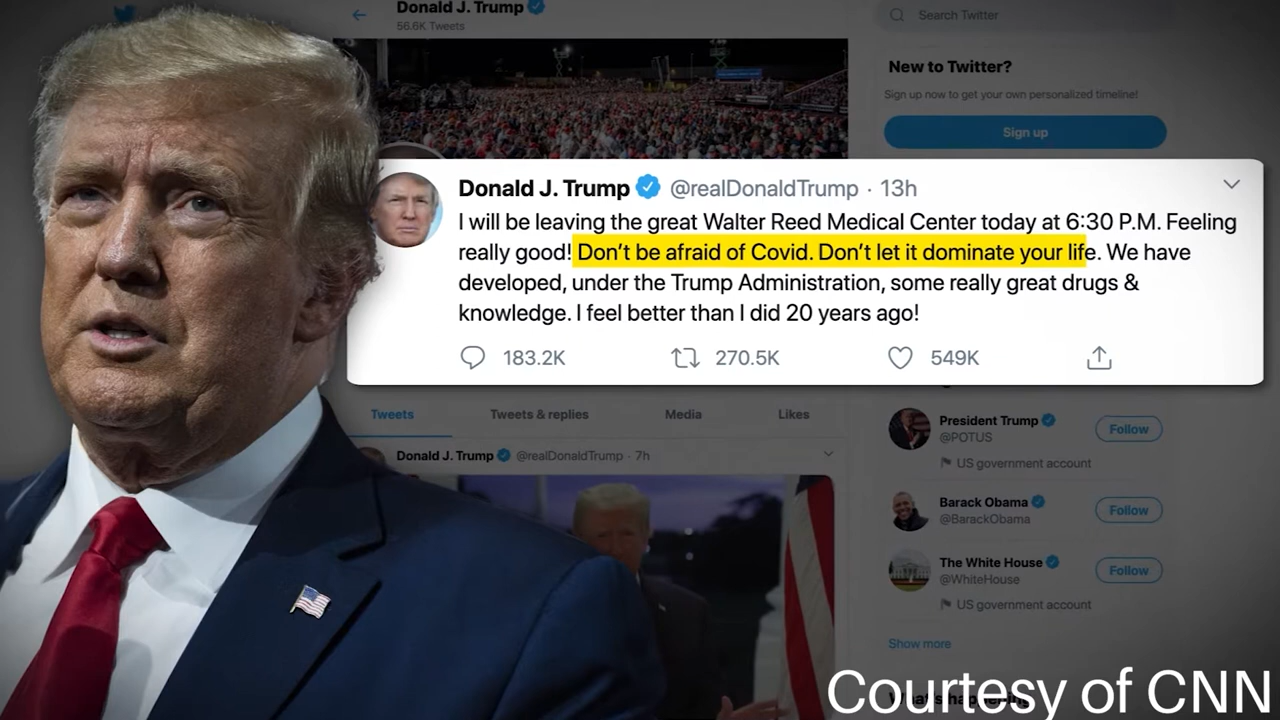 Donald J. Trump
56.6K Tweets
Search Twitter
New to Twitter?
Sign up now to get your own personalized timeline!
Sign up
Donald J. Trump @realDonaldTrump · 13h
I will be leaving the great Walter Reed Medical Center today at 6:30 P.M. Feeling
really good! Don’t be afraid of Covid. Don’t let it dominate your life. We have
developed, under the Trump Administration, some really great drugs &
knowledge. I feel better than I did 20 years ago!
183.2K 270.5K 549K
Tweets Tweets & replies Media Likes
Donald J. Trump @realDonaldTrump · 7h
President Trump
@POTUS
Follow
US government account
Barack Obama
@BarackObama
Follow
The White House
@WhiteHouse
Follow
US government account
Show more
Courtesy of CNN